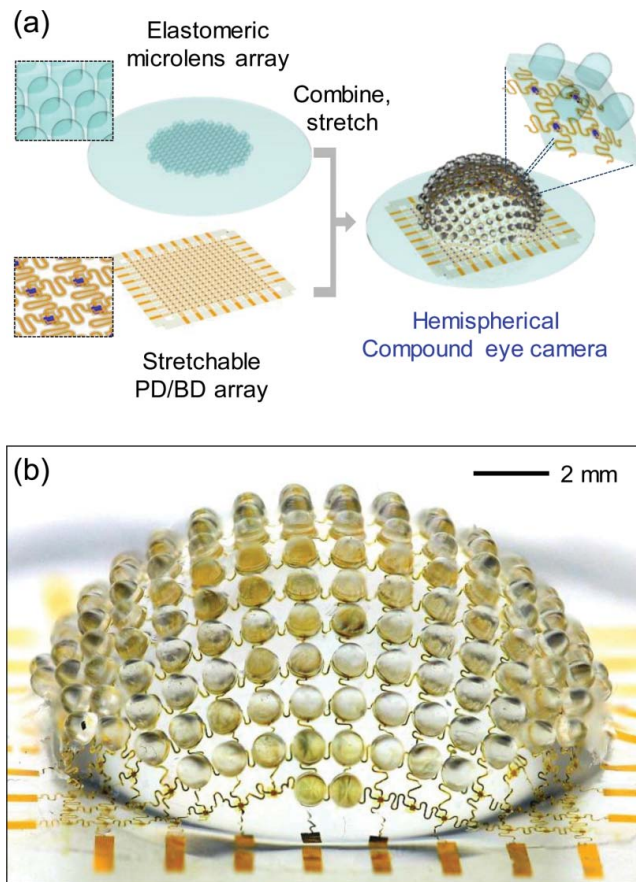 (a)
Elastomeric
microlens array
Combine,
stretch
Stretchable
PD/BD array
Hemispherical
Compound eye camera
(b)
2 mm